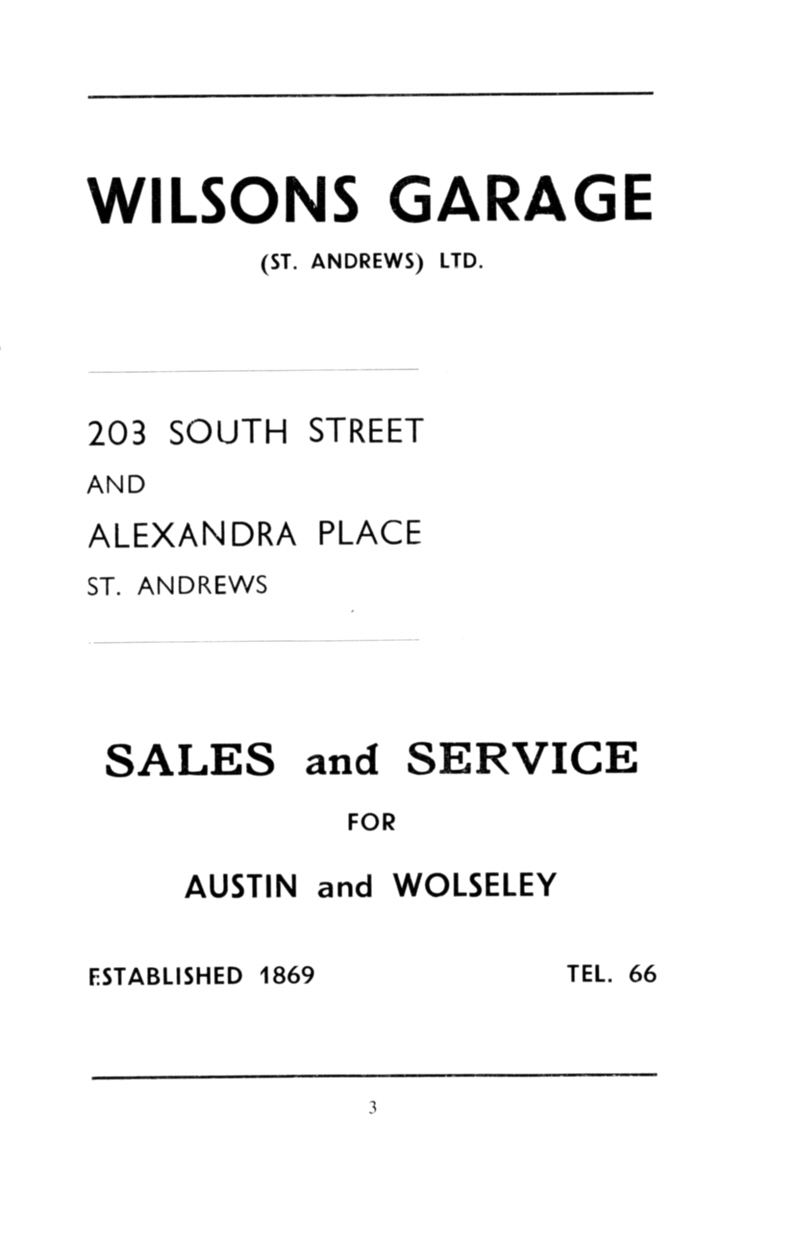 WILSONS GARAGE
(ST. ANDREWS) LTD.
203 SOUTH STREET
AND
ALEXANDRA PLACE
ST. ANDREWS
SALES and SERVICE
FOR
AUSTIN and WOLSELEY
ESTABLISHED 1869 TEL. 66
3